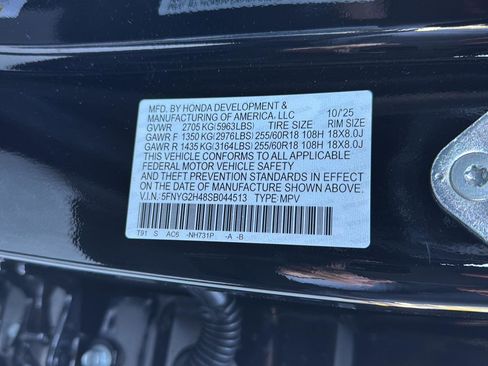 MFD. BY HONDA DEVELOPMENT &
MANUFACTURING OF AMERICA, LLC 10/25
GVWR 2705 KG(5963LBS) TIRE SIZE RIM SIZE
GAWR F 1350 KG(2976LBS) 255/60R18 108H 18X8.0J
GAWR R 1435 KG(3164LBS) 255/60R18 108H 18X8.0J
THIS VEHICLE CONFORMS TO ALL APPLICABLE
FEDERAL MOTOR VEHICLE SAFETY
STANDARDS IN EFFECT ON THE
DATE OF MANUFACTURE SHOWN ABOVE.
V.I.N.:5FNYG2H48SB044513 TYPE:MPV
T91 S AC5 -NH731P -A -B